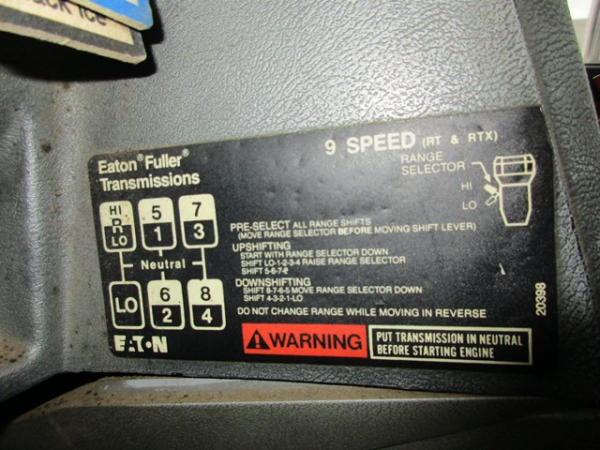 ack Ice
9 SPEED (RT & RTX)
Eaton® Fuller®
Transmissions
RANGE
SELECTOR
HI
LO
HI
R
LO
5
1
7
3
Neutral
LO
6
2
8
4
EATON
PRE-SELECT ALL RANGE SHIFTS
(MOVE RANGE SELECTOR BEFORE MOVING SHIFT LEVER)
UPSHIFTING
START WITH RANGE SELECTOR DOWN
SHIFT LO-1-2-3-4 RAISE RANGE SELECTOR
SHIFT 5-6-7-8
DOWNSHIFTING
SHIFT 8-7-6-5 MOVE RANGE SELECTOR DOWN
SHIFT 4-3-2-1-LO
DO NOT CHANGE RANGE WHILE MOVING IN REVERSE
WARNING
PUT TRANSMISSION IN NEUTRAL
BEFORE STARTING ENGINE
20398